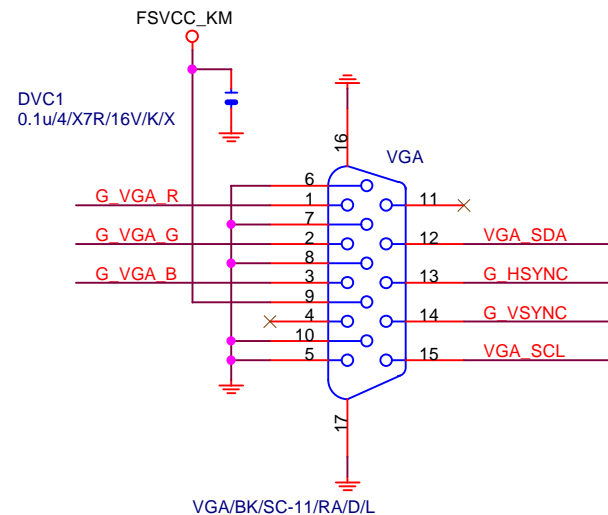 FSVCC_KM
DVC1
0.1u/4/X7R/16V/K/X
16
VGA
6
G_VGA_R 1 11
7
G_VGA_G 2 12 VGA_SDA
8
G_VGA_B 3 13 G_HSYNC
9
4 14 G_VSYNC
10
5 15 VGA_SCL
17
VGA/BK/SC-11/RA/D/L